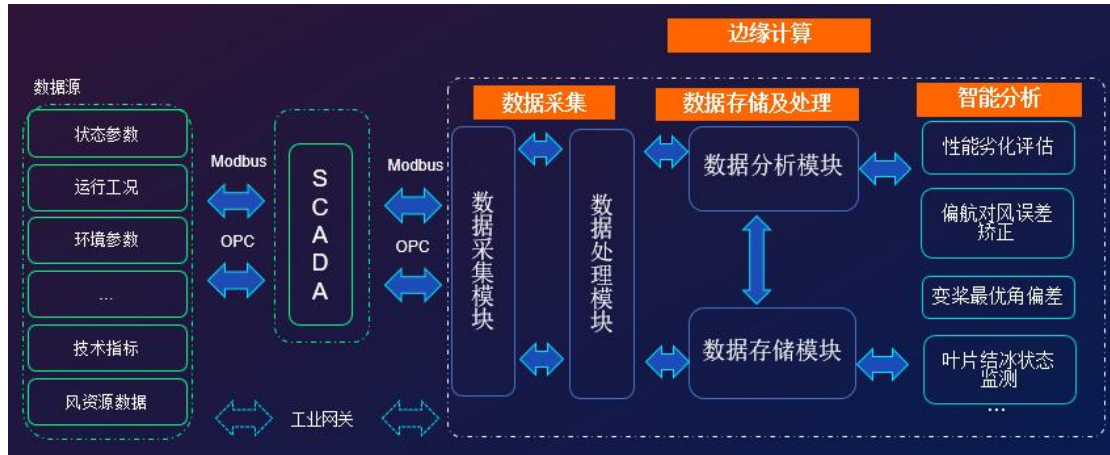 边缘计算
数据源
数据采集
数据存储及处理
智能分析
状态参数
运行工况
环境参数
...
技术指标
风资源数据
Modbus
OPC
SCADA
Modbus
OPC
工业网关
数据采集模块
数据处理模块
数据分析模块
数据存储模块
性能劣化评估
偏航对风误差
矫正
变桨最优角偏差
叶片结冰状态
监测
...